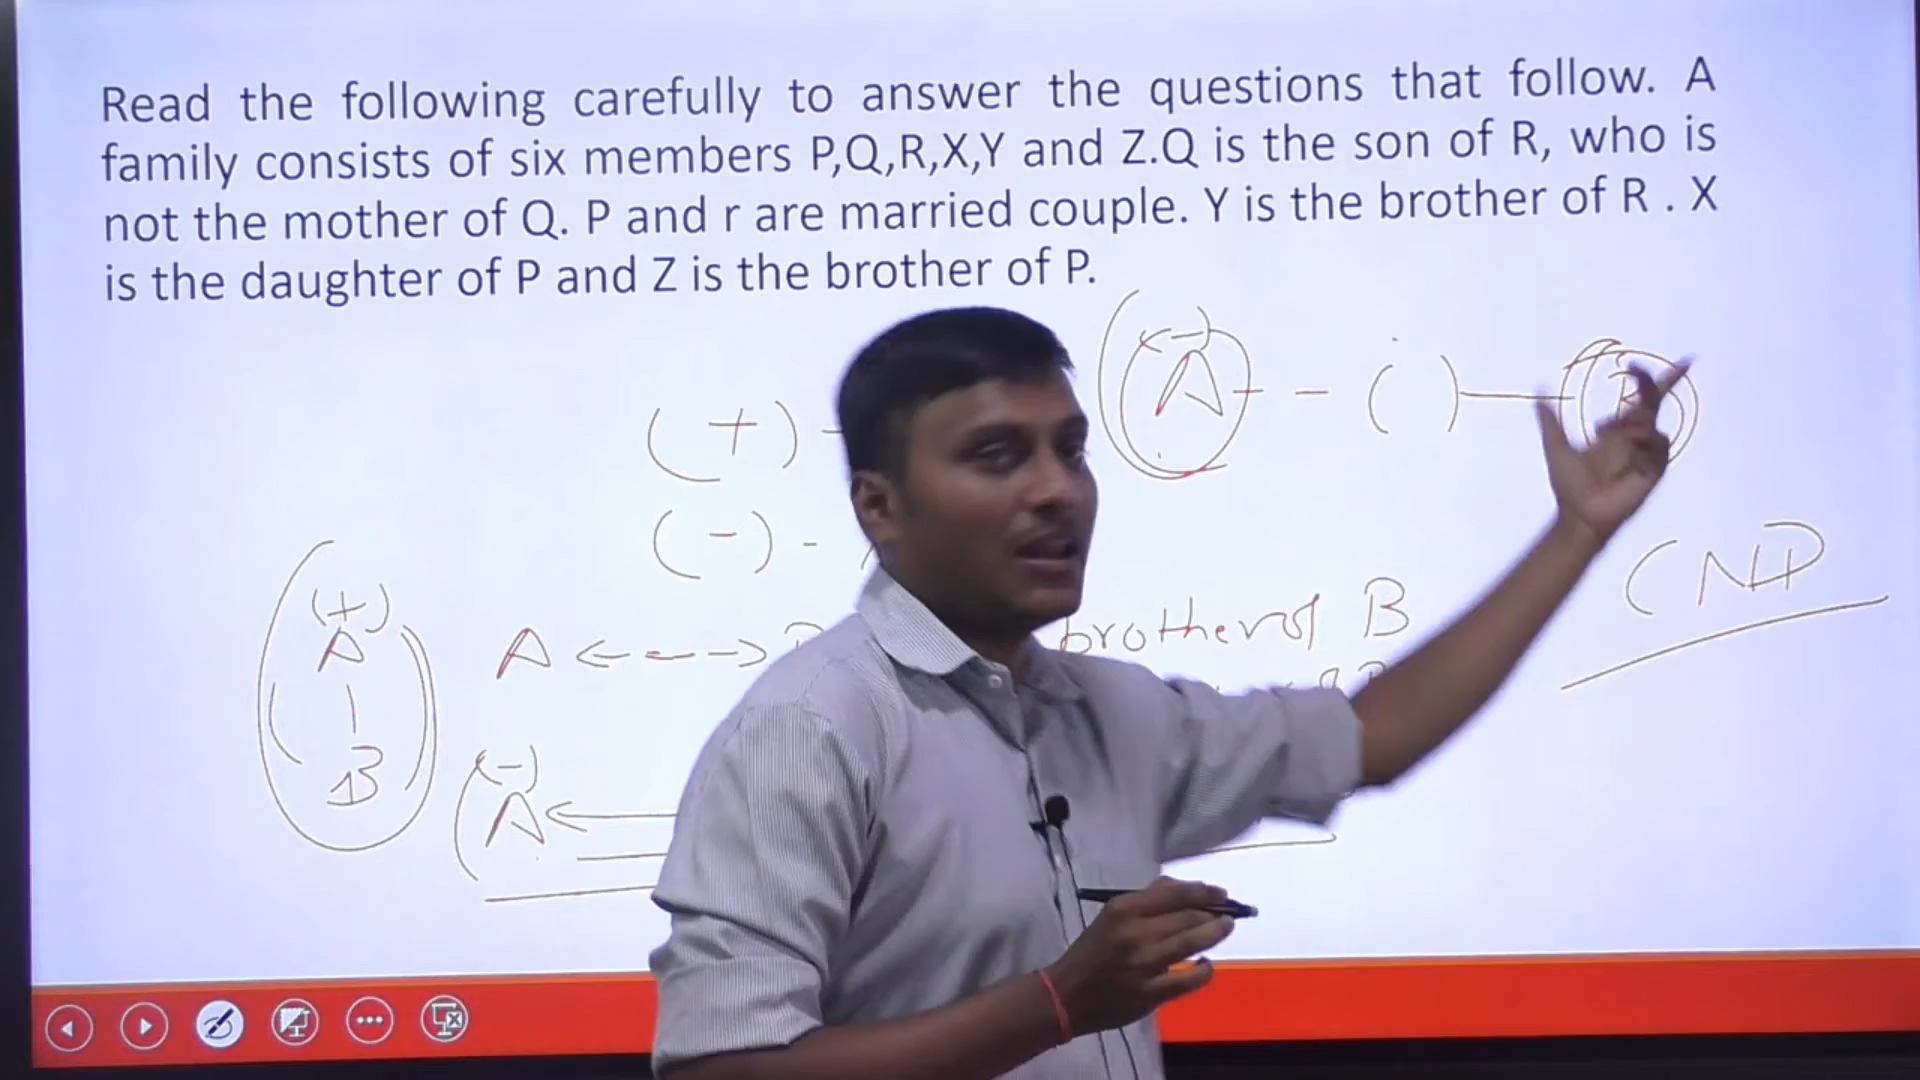 Read the following carefully to answer the questions that follow. A
family consists of six members P,Q,R,X,Y and Z.Q is the son of R, who is
not the mother of Q. P and r are married couple. Y is the brother of R . X
is the daughter of P and Z is the brother of P.
(-)
A - ( )
(+) -
(-) -
CND
(+)
A
B
A <---> brother of B
(-)
A <